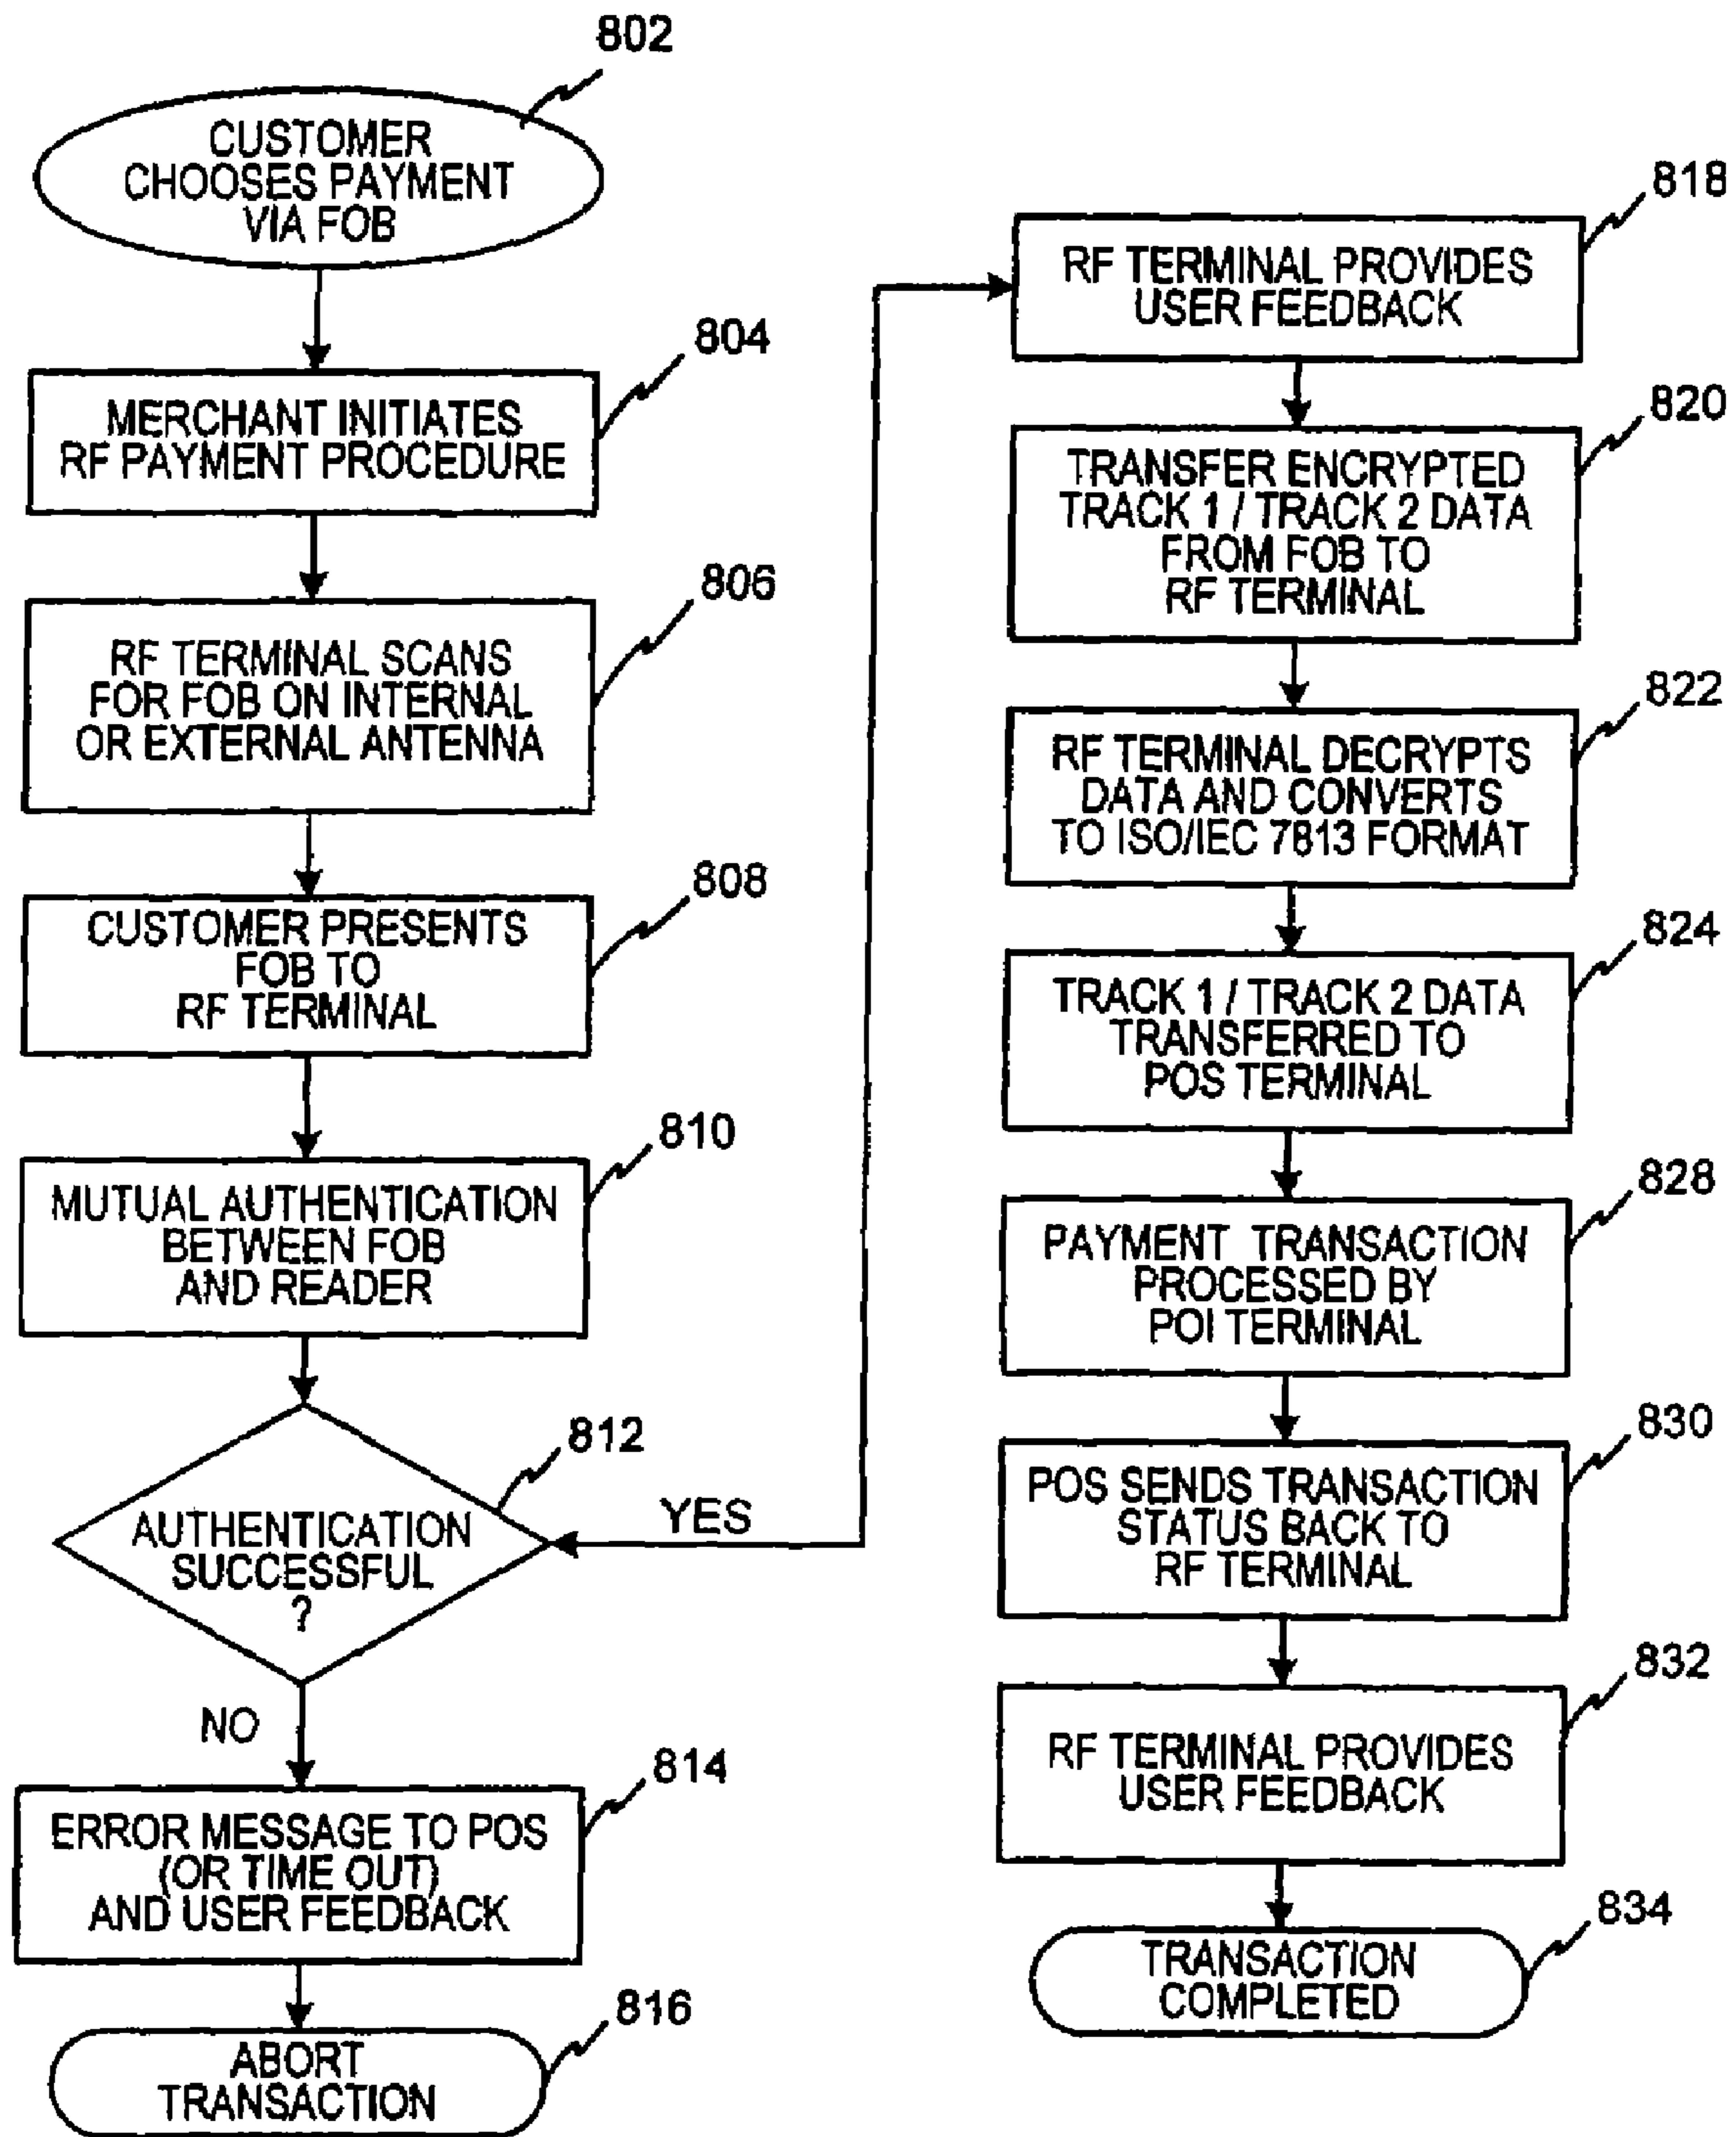 802
CUSTOMER
CHOOSES PAYMENT
VIA FOB
804
MERCHANT INITIATES
RF PAYMENT PROCEDURE
806
RF TERMINAL SCANS
FOR FOB ON INTERNAL
OR EXTERNAL ANTENNA
808
CUSTOMER PRESENTS
FOB TO
RF TERMINAL
810
MUTUAL AUTHENTICATION
BETWEEN FOB
AND READER
812
AUTHENTICATION
SUCCESSFUL
?
YES
NO
814
ERROR MESSAGE TO POS
(OR TIME OUT)
AND USER FEEDBACK
816
ABORT
TRANSACTION
818
RF TERMINAL PROVIDES
USER FEEDBACK
820
TRANSFER ENCRYPTED
TRACK 1 / TRACK 2 DATA
FROM FOB TO
RF TERMINAL
822
RF TERMINAL DECRYPTS
DATA AND CONVERTS
TO ISO/IEC 7813 FORMAT
824
TRACK 1 / TRACK 2 DATA
TRANSFERRED TO
POS TERMINAL
828
PAYMENT TRANSACTION
PROCESSED BY
POI TERMINAL
830
POS SENDS TRANSACTION
STATUS BACK TO
RF TERMINAL
832
RF TERMINAL PROVIDES
USER FEEDBACK
834
TRANSACTION
COMPLETED